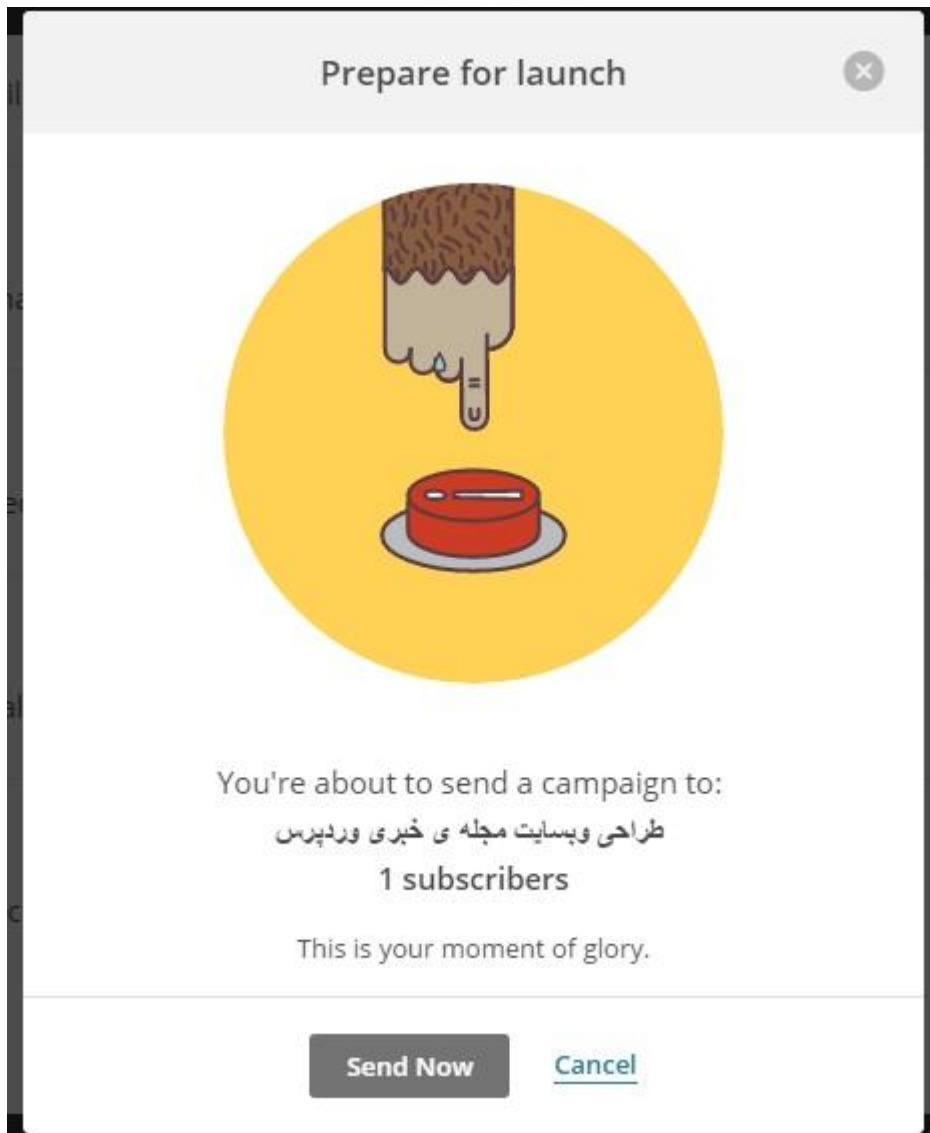 Prepare for launch
You're about to send a campaign to:
طراحی وبسایت مجله ی خبری وردپرس
1 subscribers
This is your moment of glory.
Send Now
Cancel